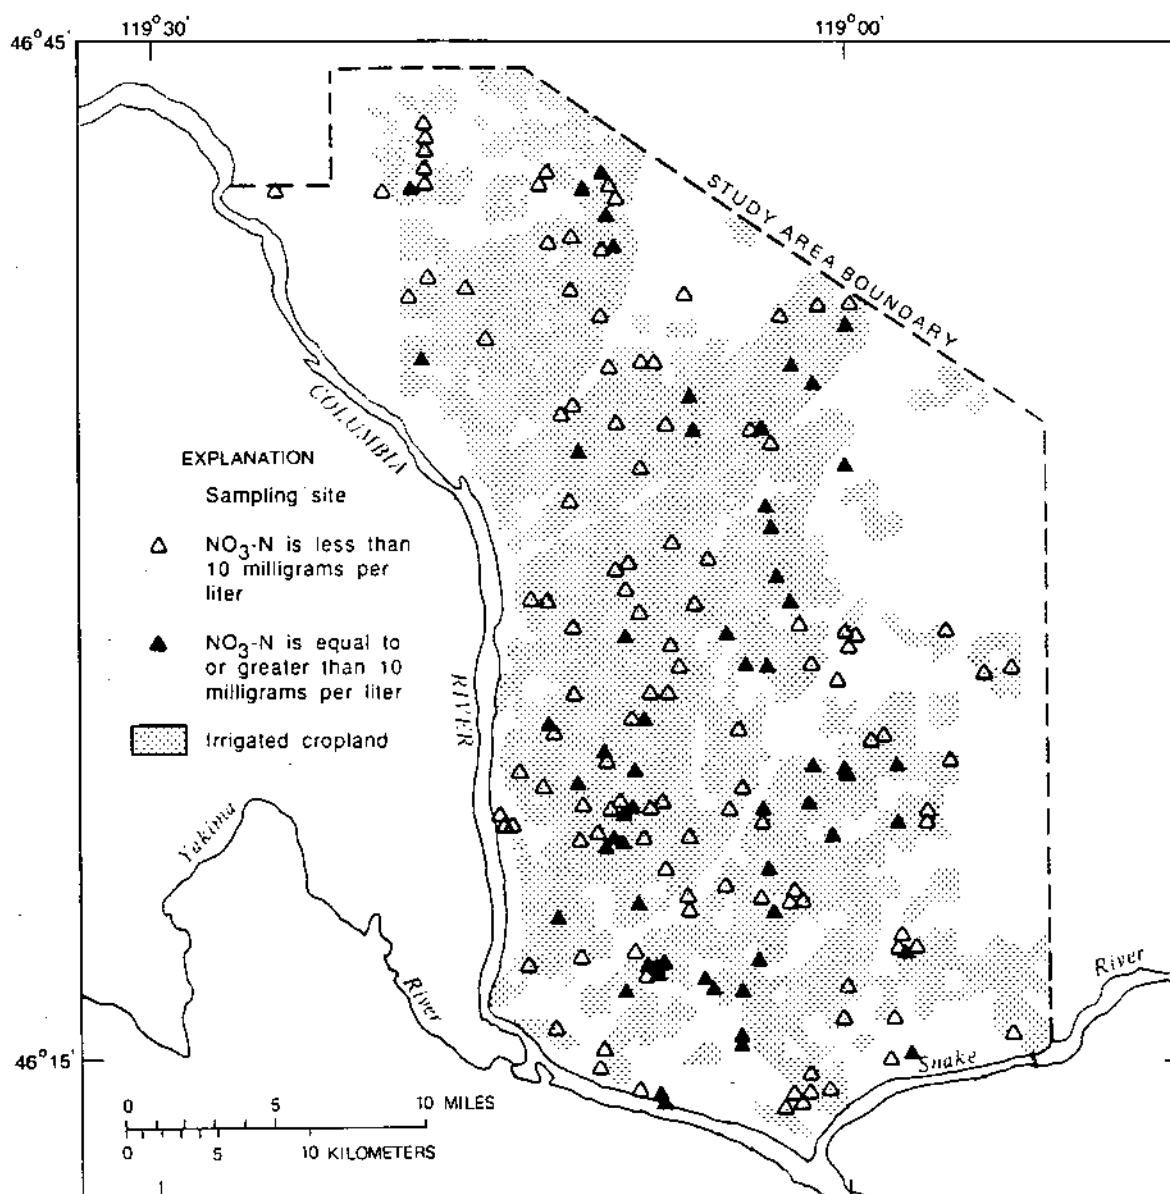 119°30'
119°00'
46°45'
STUDY AREA BOUNDARY
COLUMBIA
RIVER
EXPLANATION
Sampling site
NO3-N is less than
10 milligrams per
liter
NO3-N is equal to
or greater than 10
milligrams per liter
Irrigated cropland
Yakima
River
River
Snake
46°15'
0 5 10 MILES
0 5 10 KILOMETERS